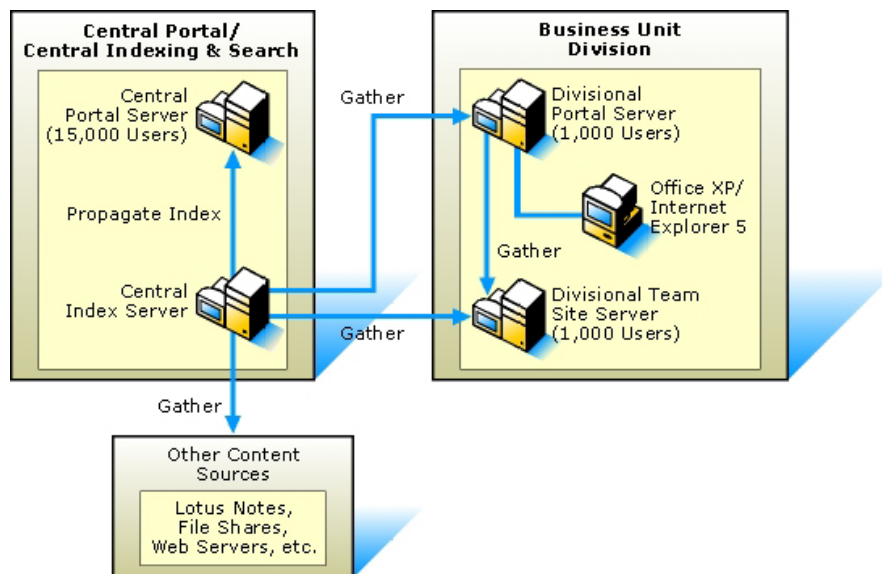 Central Portal/
Central Indexing & Search
Central
Portal Server
(15,000 Users)
Propagate Index
Central
Index Server
Gather
Gather
Gather
Business Unit
Division
Divisional
Portal Server
(1,000 Users)
Office XP/
Internet
Explorer 5
Gather
Divisional Team
Site Server
(1,000 Users)
Other Content
Sources
Lotus Notes,
File Shares,
Web Servers, etc.